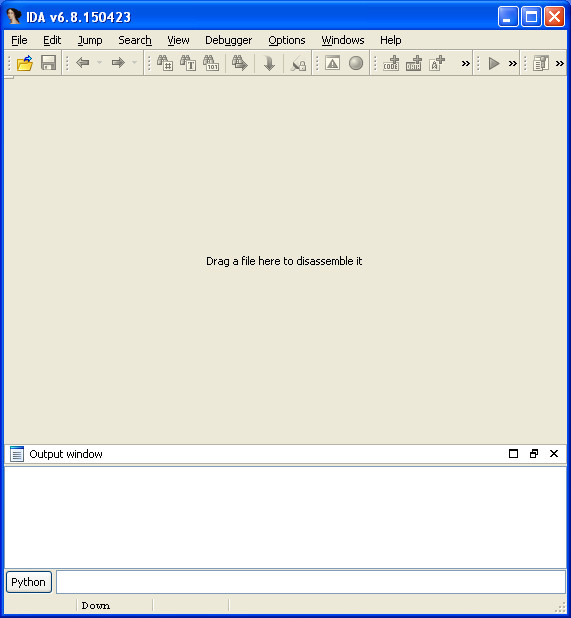 IDA v6.8.150423
File Edit Jump Search View Debugger Options Windows Help
Drag a file here to disassemble it
Output window
Python
Down